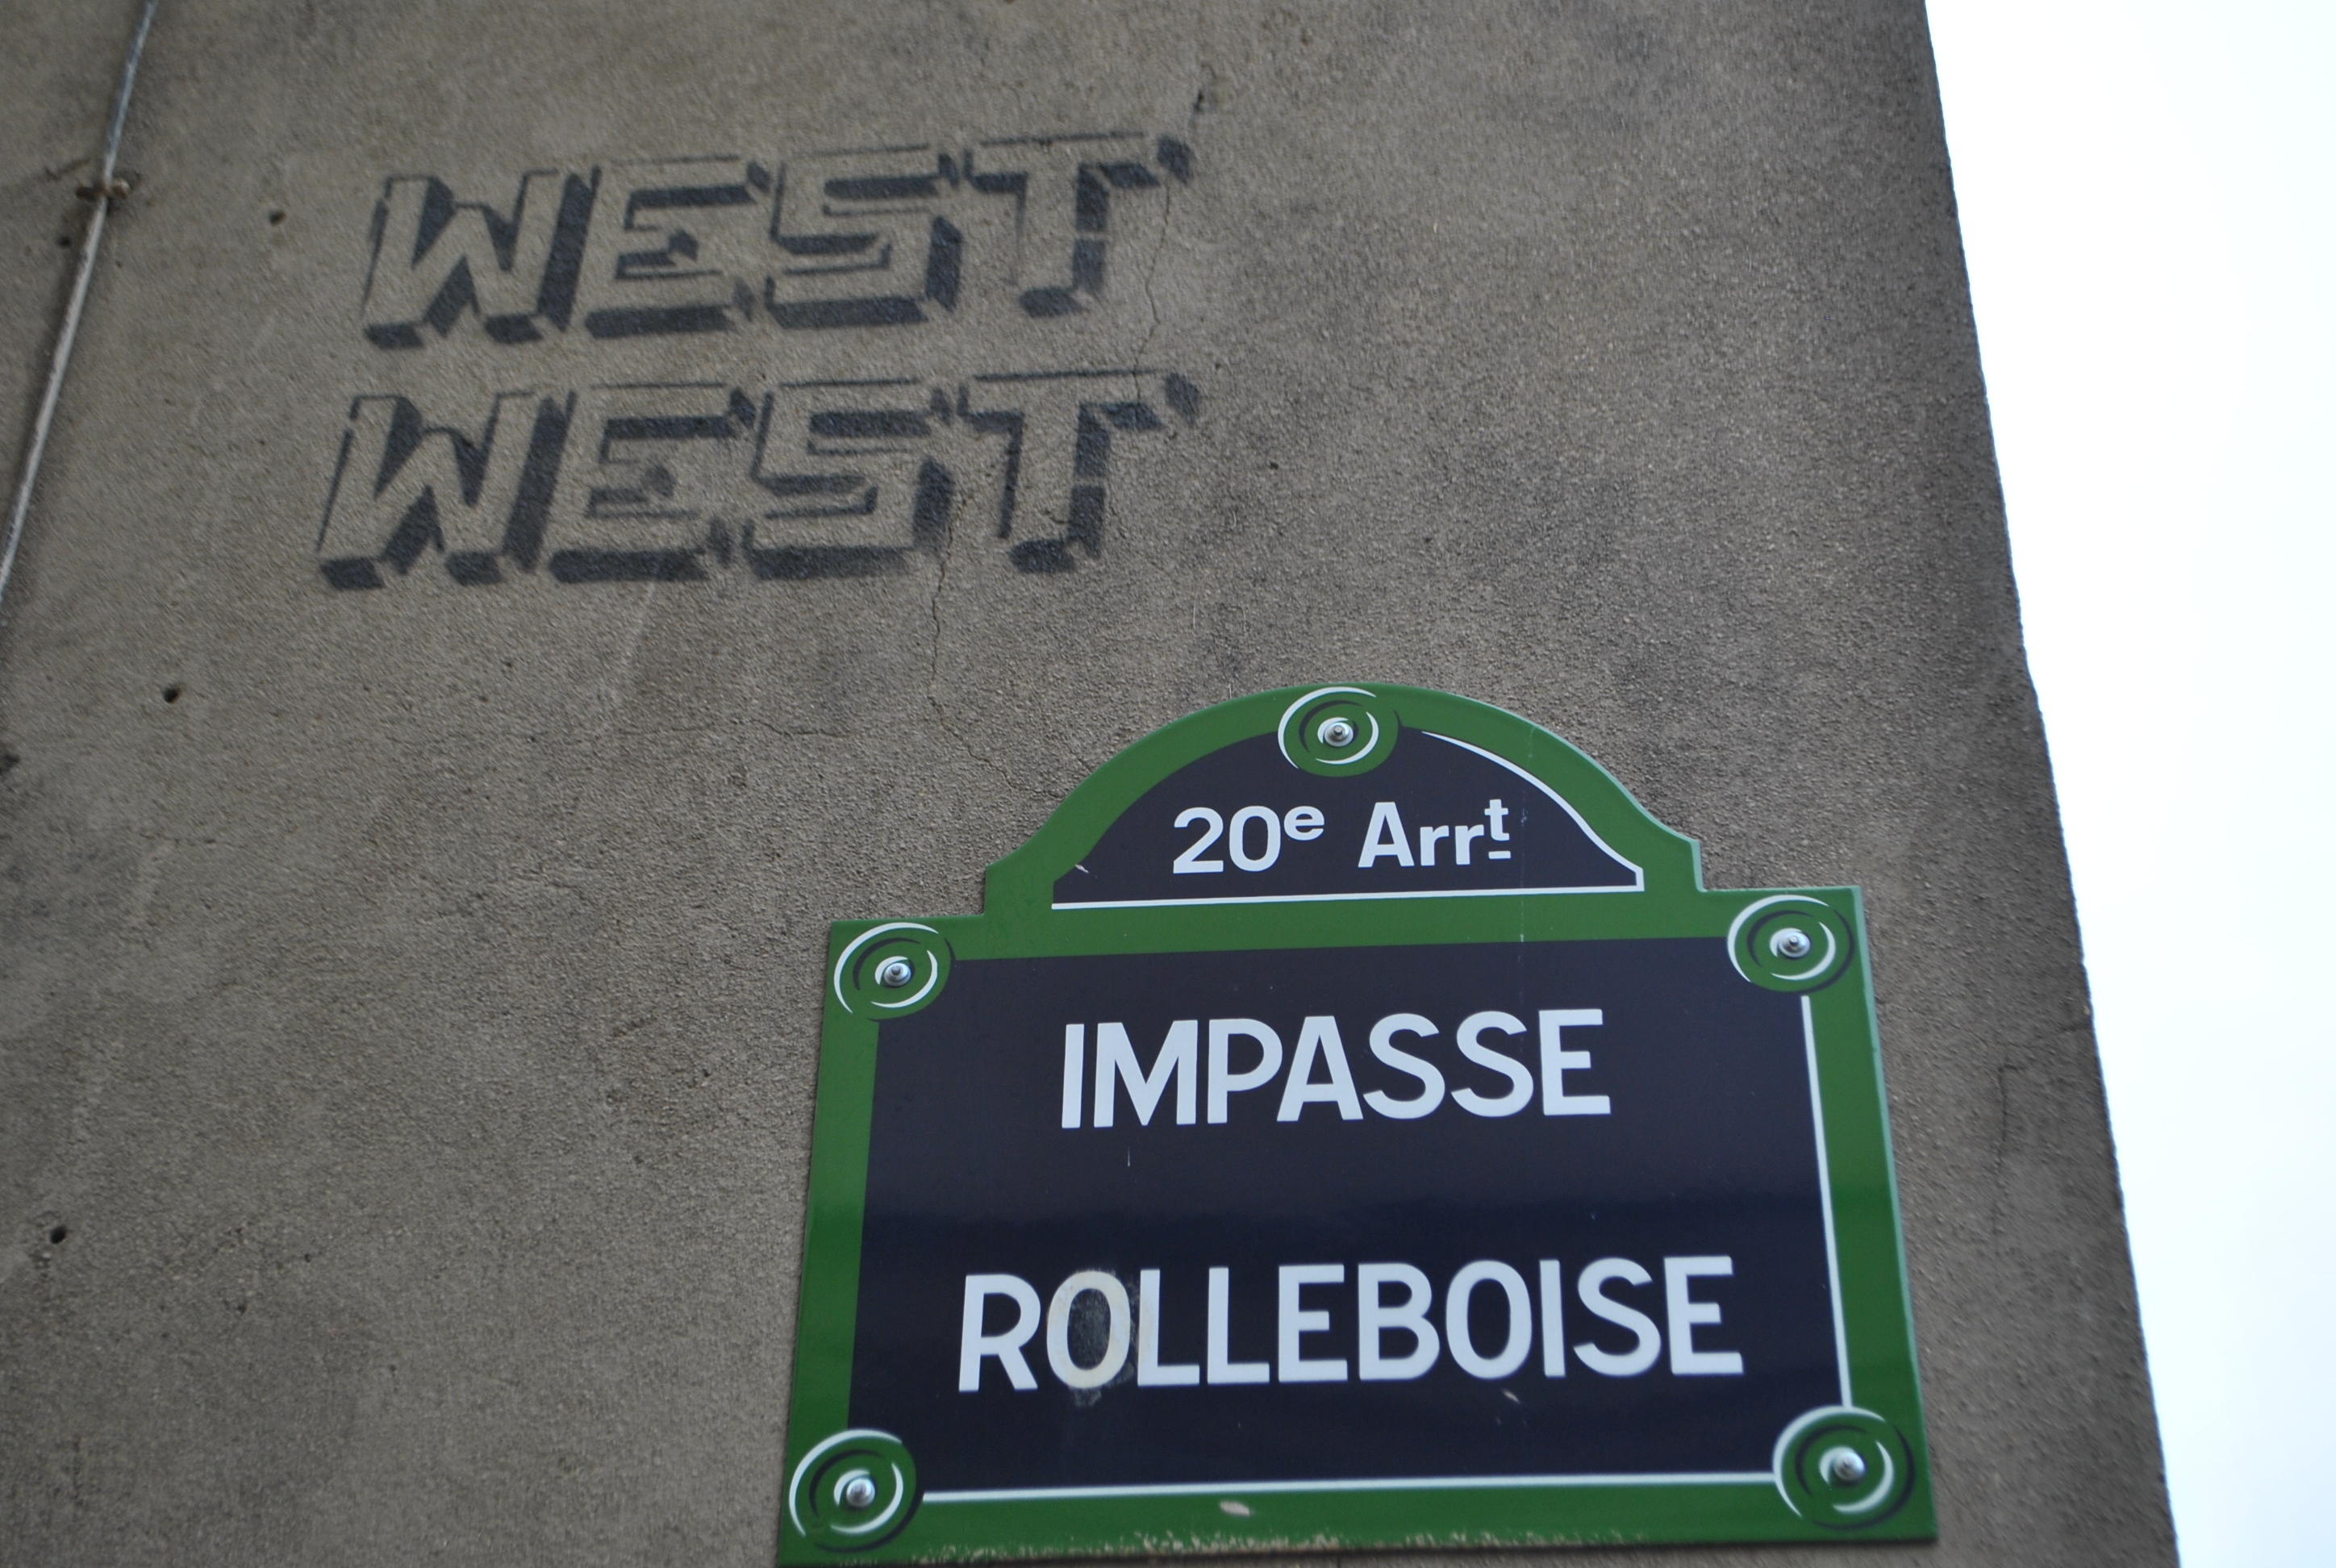 WEST
WEST
20e Arrt
IMPASSE
ROLLEBOISE